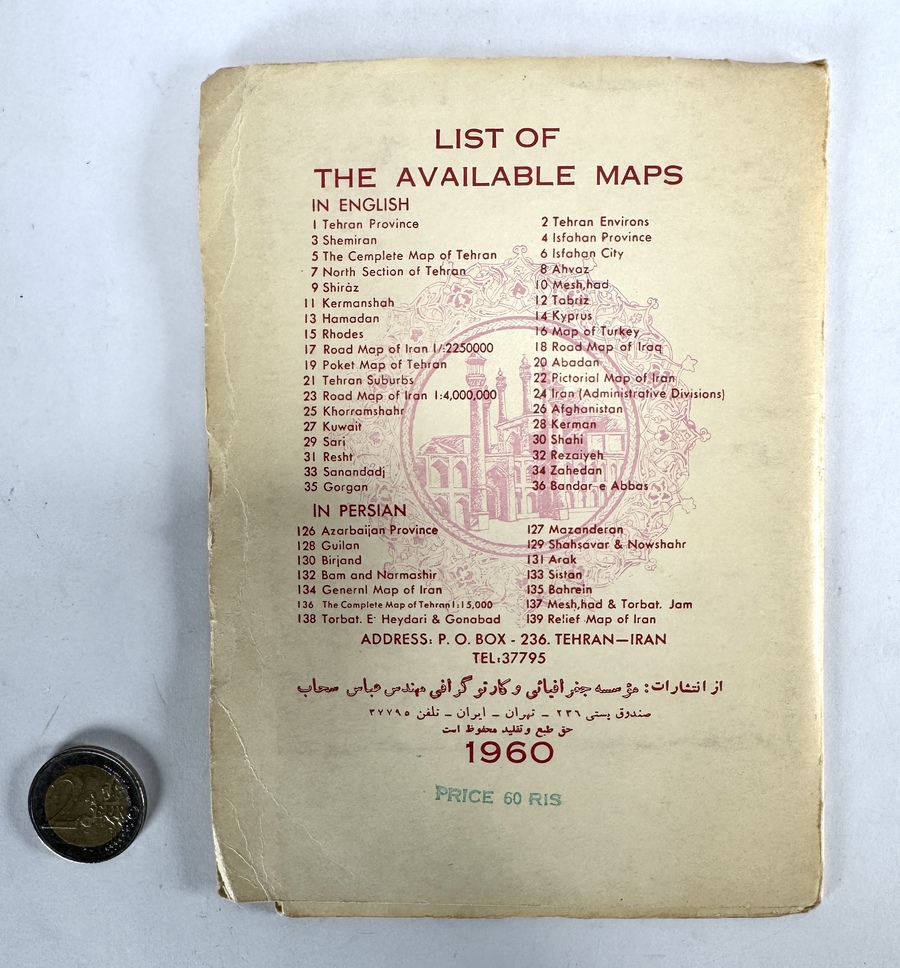 LIST OF
THE AVAILABLE MAPS
IN ENGLISH
1 Tehran Province 2 Tehran Environs
3 Shemiran 4 Isfahan Province
5 The Complete Map of Tehran 6 Isfahan City
7 North Section of Tehran 8 Ahvaz
9 Shiráz 10 Mesh,had
11 Kermanshah 12 Tabriz
13 Hamadan 14 Kyprus
15 Rhodes 16 Map of Turkey
17 Road Map of Iran 1/:2250000 18 Road Map of Iraq
19 Poket Map of Tehran 20 Abadan
21 Tehran Suburbs 22 Pictorial Map of Iran
23 Road Map of Iran 1:4,000,000 24 Iran (Administrative Divisions)
25 Khorramshahr 26 Afghanistan
27 Kuwait 28 Kerman
29 Sari 30 Shahi
31 Resht 32 Rezaiyeh
33 Sanandadj 34 Zahedan
35 Gorgan 36 Bandar-e Abbas
IN PERSIAN
126 Azarbaijan Province 127 Mazanderan
128 Guilan 129 Shahsavar & Nowshahr
130 Birjand 131 Arak
132 Bam and Narmashir 133 Sistan
134 Genernl Map of Iran 135 Bahrein
136 The Complete Map of Tehran 1:15,000 137 Mesh,had & Torbat. Jam
138 Torbat. E. Heydari & Gonabad 139 Relief Map of Iran
ADDRESS: P. O. BOX - 236. TEHRAN—IRAN
TEL:37795
از انتشارات: مؤسسه جغرافیائی و کارتوگرافی مهندس عباس سحاب
صندوق پستی ۲۳٦ ـ تهران ـ ایران ـ تلفن ۳۷۷۹۵
حق طبع و تقلید محفوظ است
1960
PRICE 60 RIS
2